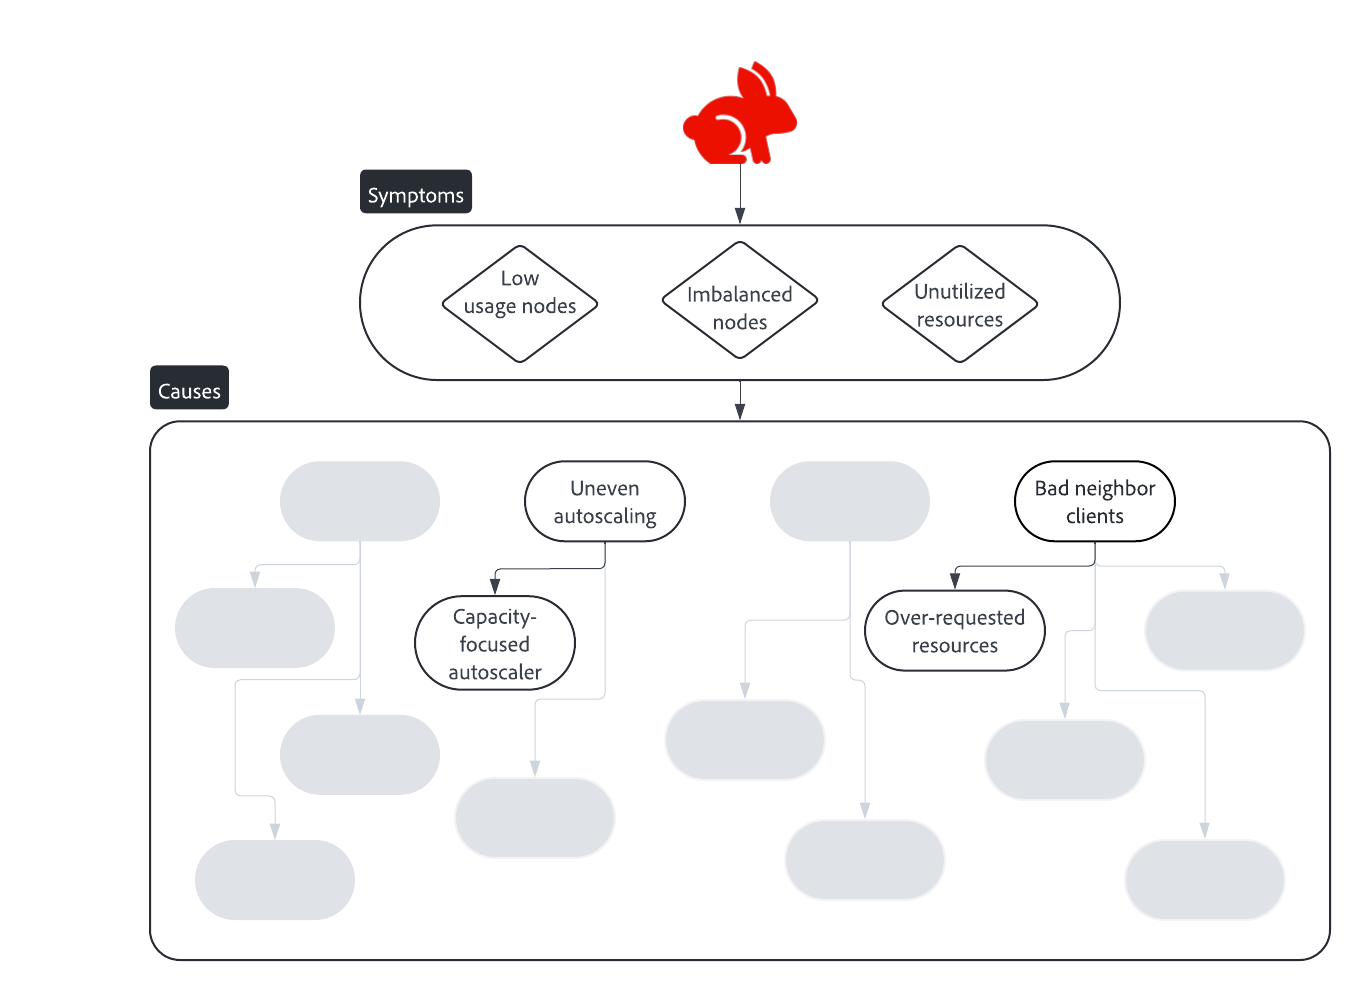 Symptoms
Low
usage nodes
Imbalanced
nodes
Unutilized
resources
Causes
Uneven
autoscaling
Bad neighbor
clients
Capacity-
focused
autoscaler
Over-requested
resources